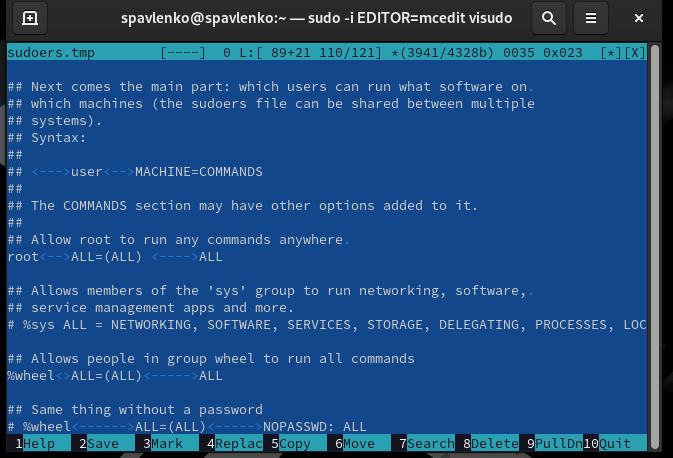 spavlenko@spavlenko:~ — sudo -i EDITOR=mcedit visudo
sudoers.tmp [----] 0 L:[ 89+21 110/121] *(3941/4328b) 0035 0x023 [*][X]
## Next comes the main part: which users can run what software on.
## which machines (the sudoers file can be shared between multiple
## systems).
## Syntax:
##
## <--->user<-->MACHINE=COMMANDS
##
## The COMMANDS section may have other options added to it.
##
## Allow root to run any commands anywhere.
root<-->ALL=(ALL) <---->ALL
## Allows members of the 'sys' group to run networking, software,.
## service management apps and more.
# %sys ALL = NETWORKING, SOFTWARE, SERVICES, STORAGE, DELEGATING, PROCESSES, LOC
## Allows people in group wheel to run all commands
%wheel<>ALL=(ALL)<----->ALL
## Same thing without a password
# %wheel<------>ALL=(ALL)<----->NOPASSWD: ALL
1Help 2Save 3Mark 4Replac 5Copy 6Move 7Search 8Delete 9PullDn 10Quit